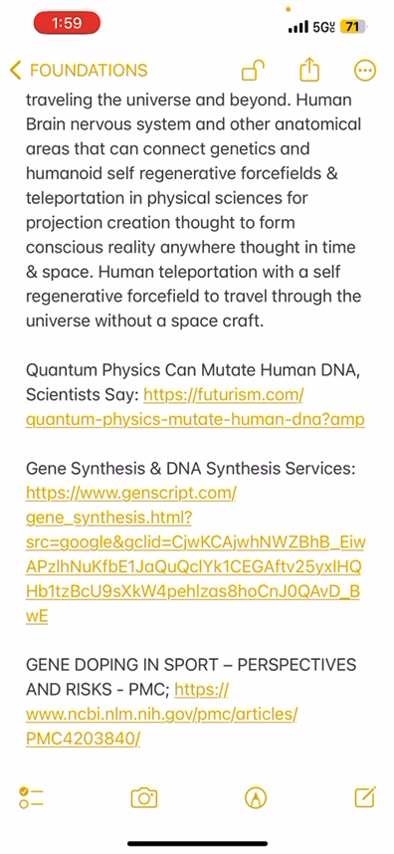 1:59
5G
71
FOUNDATIONS
traveling the universe and beyond. Human
Brain nervous system and other anatomical
areas that can connect genetics and
humanoid self regenerative forcefields &
teleportation in physical sciences for
projection creation thought to form
conscious reality anywhere thought in time
& space. Human teleportation with a self
regenerative forcefield to travel through the
universe without a space craft.
Quantum Physics Can Mutate Human DNA,
Scientists Say: https://futurism.com/
quantum-physics-mutate-human-dna?amp
Gene Synthesis & DNA Synthesis Services:
https://www.genscript.com/
gene_synthesis.html?
src=google&gclid=CjwKCAjwhNWZBhB_Eiw
APzlhNuKfbE1JaQuQclYk1CEGAftv25yxIHQ
Hb1tzBcU9sXkW4pehlzas8hoCnJ0QAvD_B
wE
GENE DOPING IN SPORT – PERSPECTIVES
AND RISKS - PMC; https://
www.ncbi.nlm.nih.gov/pmc/articles/
PMC4203840/